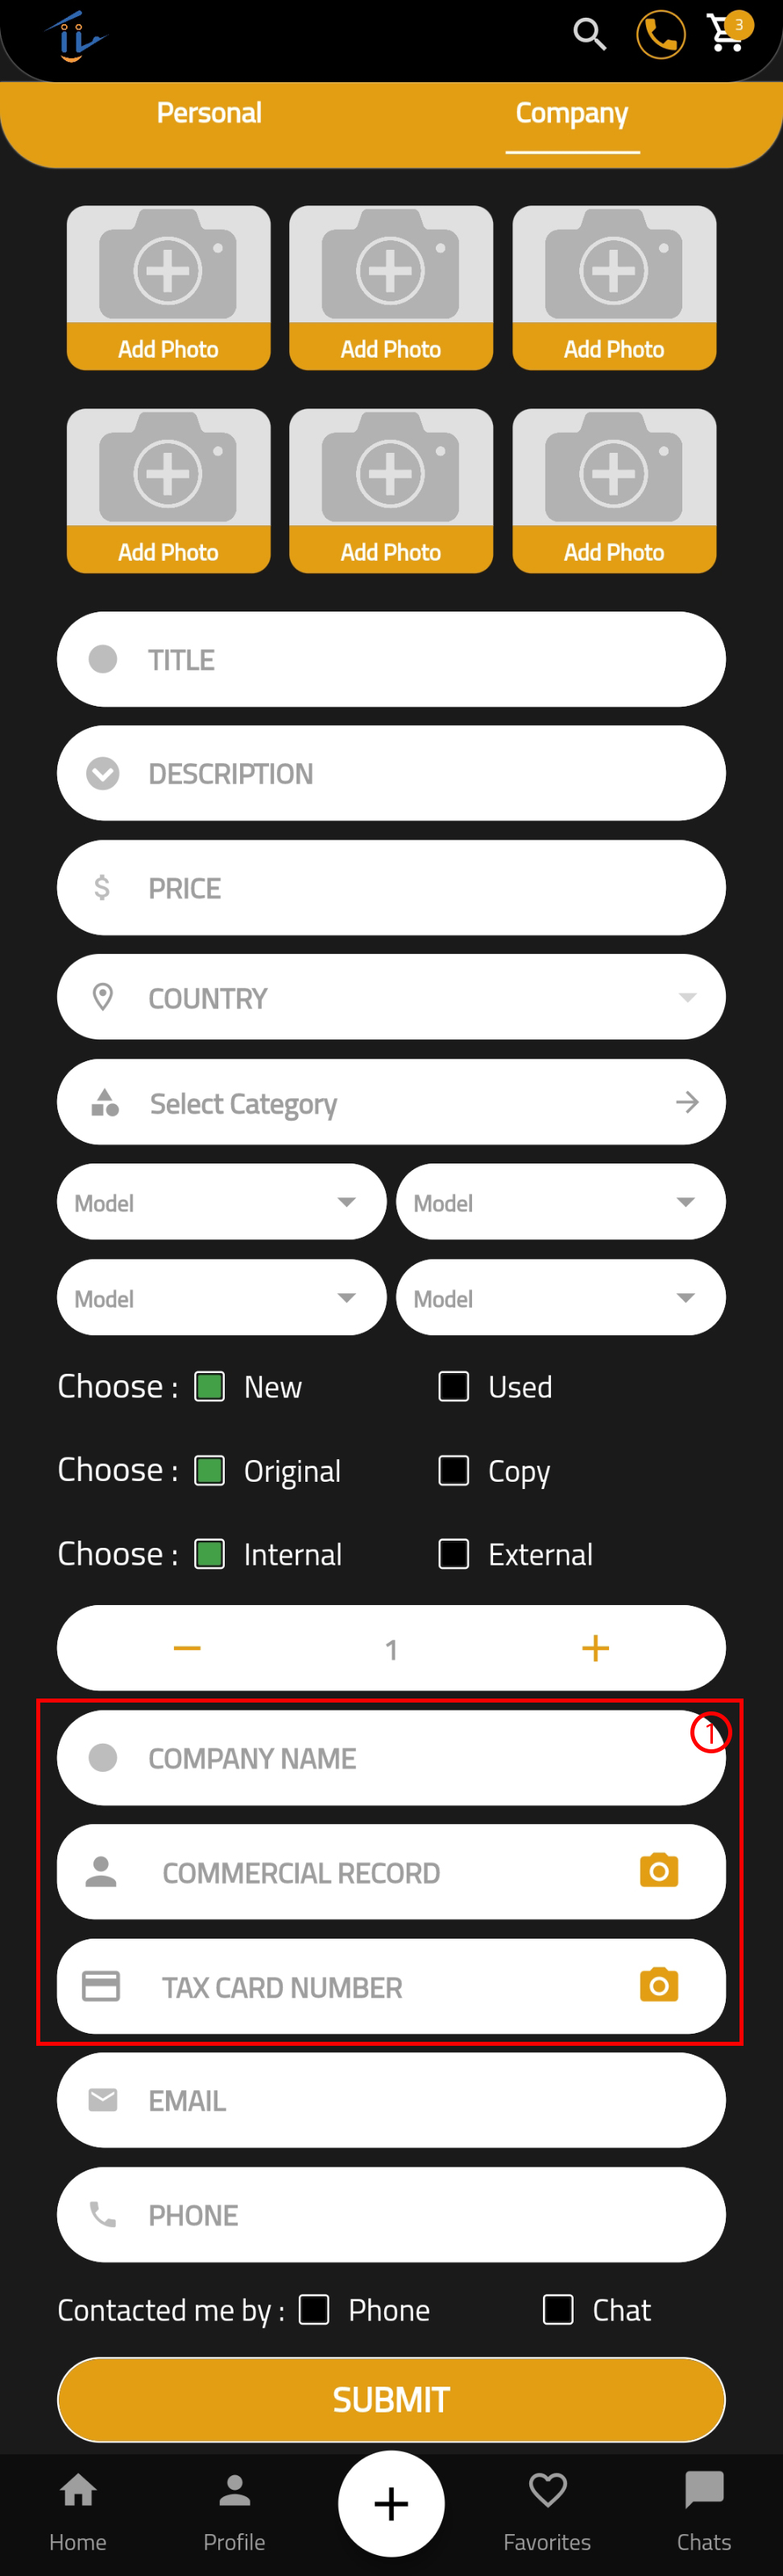 3
Personal Company
Add Photo Add Photo Add Photo
Add Photo Add Photo Add Photo
TITLE
DESCRIPTION
$ PRICE
COUNTRY
Select Category
Model Model
Model Model
Choose : New Used
Choose : Original Copy
Choose : Internal External
− 1 +
1
COMPANY NAME
COMMERCIAL RECORD
TAX CARD NUMBER
EMAIL
PHONE
Contacted me by : Phone Chat
SUBMIT
Home Profile Favorites Chats